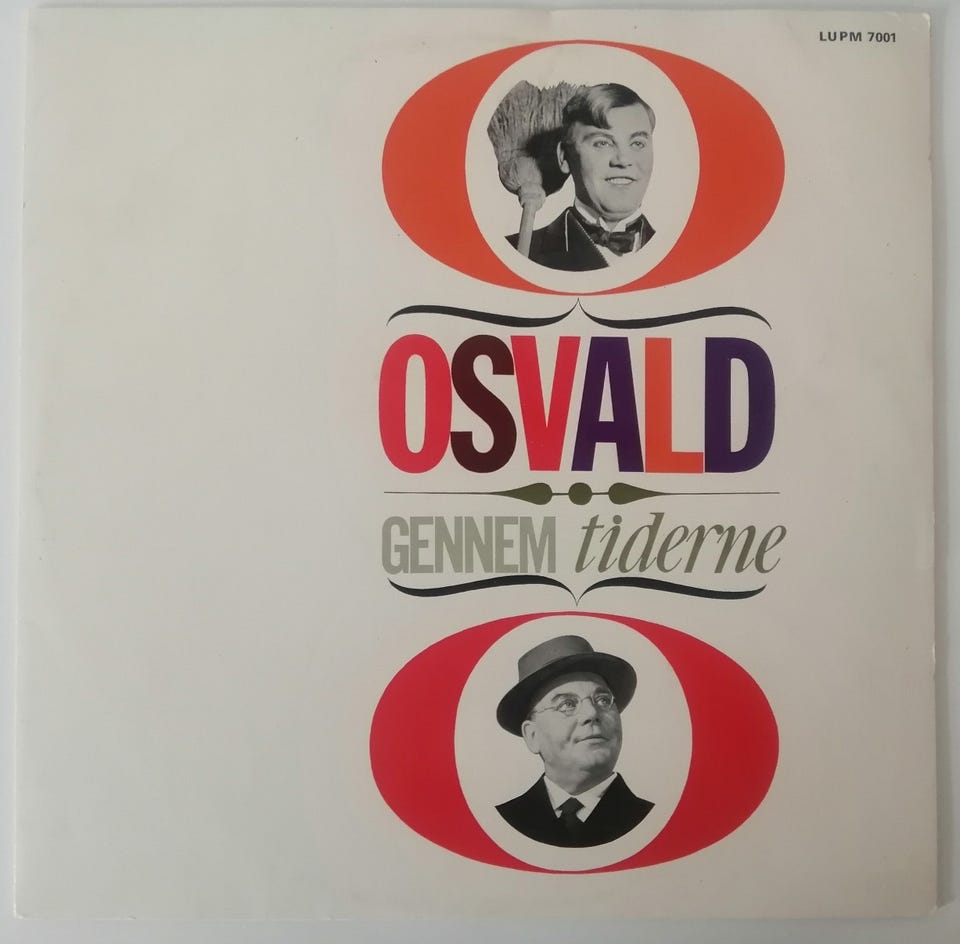 LUPM 7001
OSVALD
GENNEM tiderne